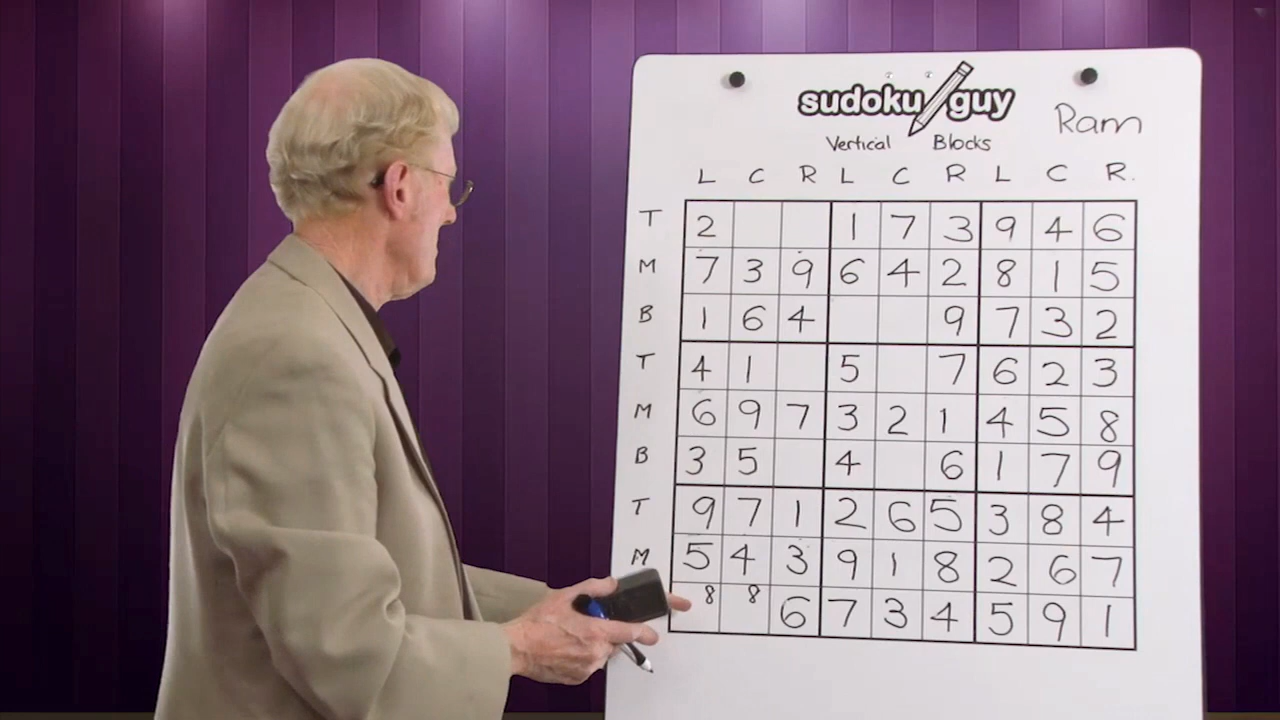 sudoku guy
Ram
Verticial Blocks
L C R L C R L C R.
T 2 1 7 3 9 4 6
M 7 3 9 6 4 2 8 1 5
B 1 6 4 9 7 3 2
T 4 1 5 7 6 2 3
M 6 9 7 3 2 1 4 5 8
B 3 5 4 6 1 7 9
T 9 7 1 2 6 5 3 8 4
M 5 4 3 9 1 8 2 6 7
8 8 6 7 3 4 5 9 1